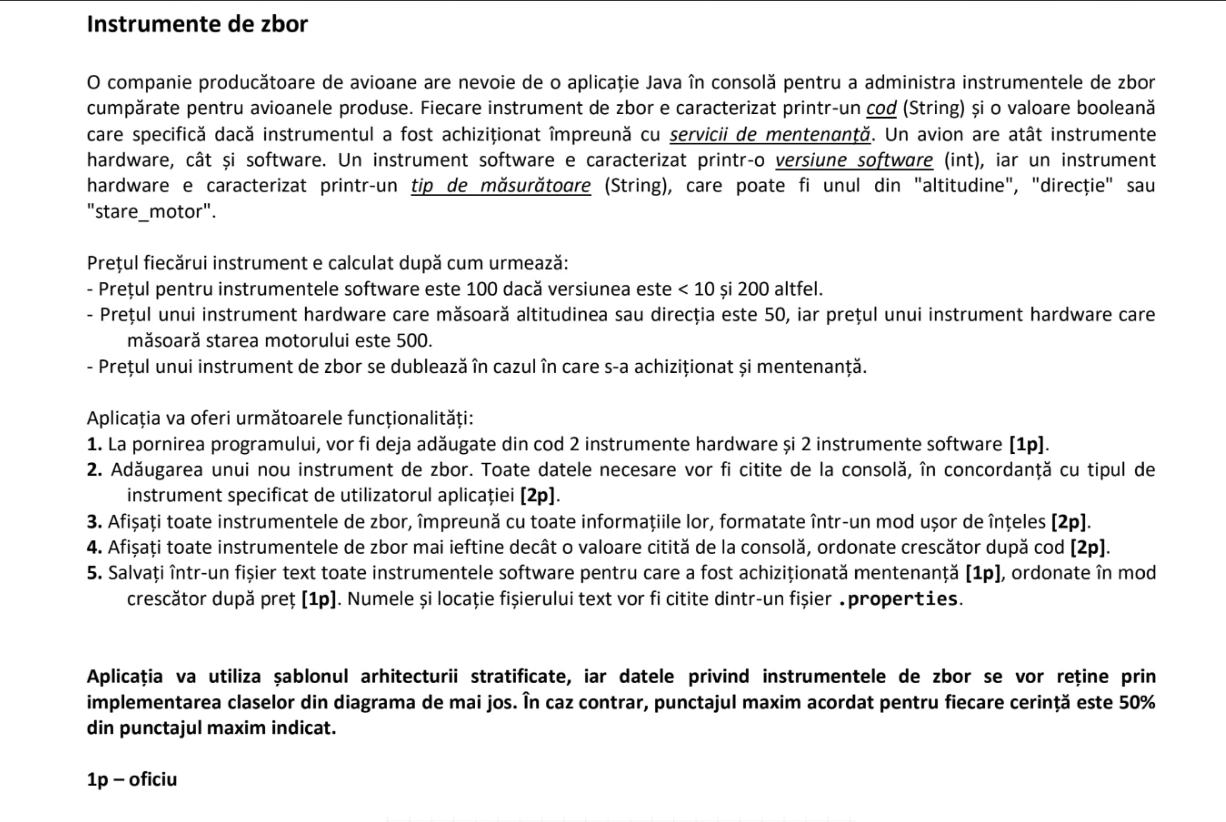 Instrumente de zbor
O companie producătoare de avioane are nevoie de o aplicație Java în consolă pentru a administra instrumentele de zbor
cumpărate pentru avioanele produse. Fiecare instrument de zbor e caracterizat printr-un cod (String) și o valoare booleană
care specifică dacă instrumentul a fost achiziționat împreună cu servicii de mentenanță. Un avion are atât instrumente
hardware, cât și software. Un instrument software e caracterizat printr-o versiune software (int), iar un instrument
hardware e caracterizat printr-un tip de măsurătoare (String), care poate fi unul din "altitudine", "direcție" sau
"stare_motor".
Prețul fiecărui instrument e calculat după cum urmează:
- Prețul pentru instrumentele software este 100 dacă versiunea este < 10 și 200 altfel.
- Prețul unui instrument hardware care măsoară altitudinea sau direcția este 50, iar prețul unui instrument hardware care
măsoară starea motorului este 500.
- Prețul unui instrument de zbor se dublează în cazul în care s-a achiziționat și mentenanță.
Aplicația va oferi următoarele funcționalități:
1. La pornirea programului, vor fi deja adăugate din cod 2 instrumente hardware și 2 instrumente software [1p].
2. Adăugarea unui nou instrument de zbor. Toate datele necesare vor fi citite de la consolă, în concordanță cu tipul de
instrument specificat de utilizatorul aplicației [2p].
3. Afișați toate instrumentele de zbor, împreună cu toate informațiile lor, formatate într-un mod ușor de înțeles [2p].
4. Afișați toate instrumentele de zbor mai ieftine decât o valoare citită de la consolă, ordonate crescător după cod [2p].
5. Salvați într-un fișier text toate instrumentele software pentru care a fost achiziționată mentenanță [1p], ordonate în mod
crescător după preț [1p]. Numele și locație fișierului text vor fi citite dintr-un fișier .properties.
Aplicația va utiliza șablonul arhitecturii stratificate, iar datele privind instrumentele de zbor se vor reține prin
implementarea claselor din diagrama de mai jos. În caz contrar, punctajul maxim acordat pentru fiecare cerință este 50%
din punctajul maxim indicat.
1p – oficiu